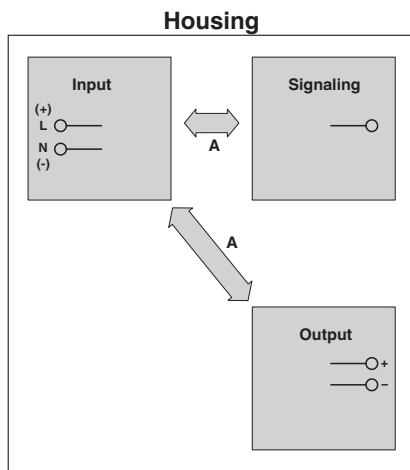 Housing
Input
Signaling
(+)
L
N
(-)
A
A
Output
+
–